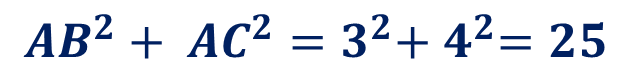 AB² + AC² = 3² + 4² = 25